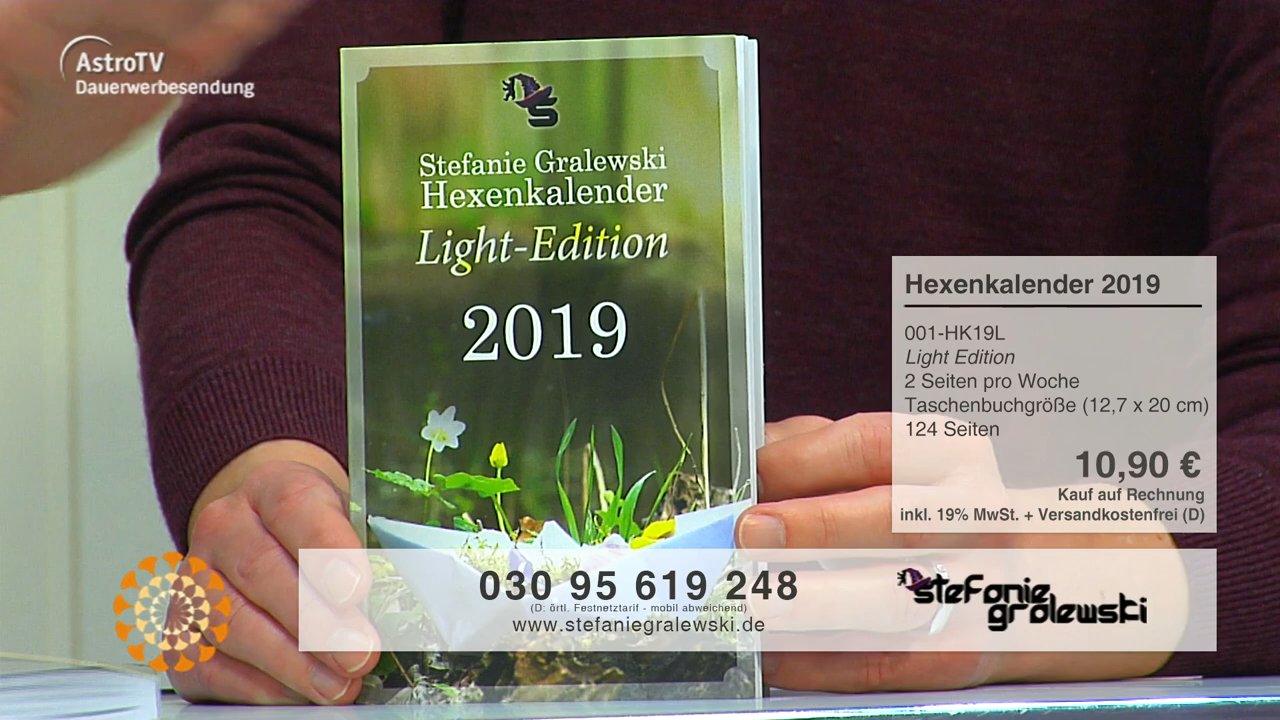 AstroTV
Dauerwerbesendung
S
Stefanie Gralewski
Hexenkalender
Light-Edition
2019
Hexenkalender 2019
001-HK19L
Light Edition
2 Seiten pro Woche
Taschenbuchgröße (12,7 x 20 cm)
124 Seiten
10,90 €
Kauf auf Rechnung
inkl. 19% MwSt. + Versandkostenfrei (D)
030 95 619 248
(D: örtl. Festnetztarif - mobil abweichend)
www.stefaniegralewski.de
stefanie
gralewski